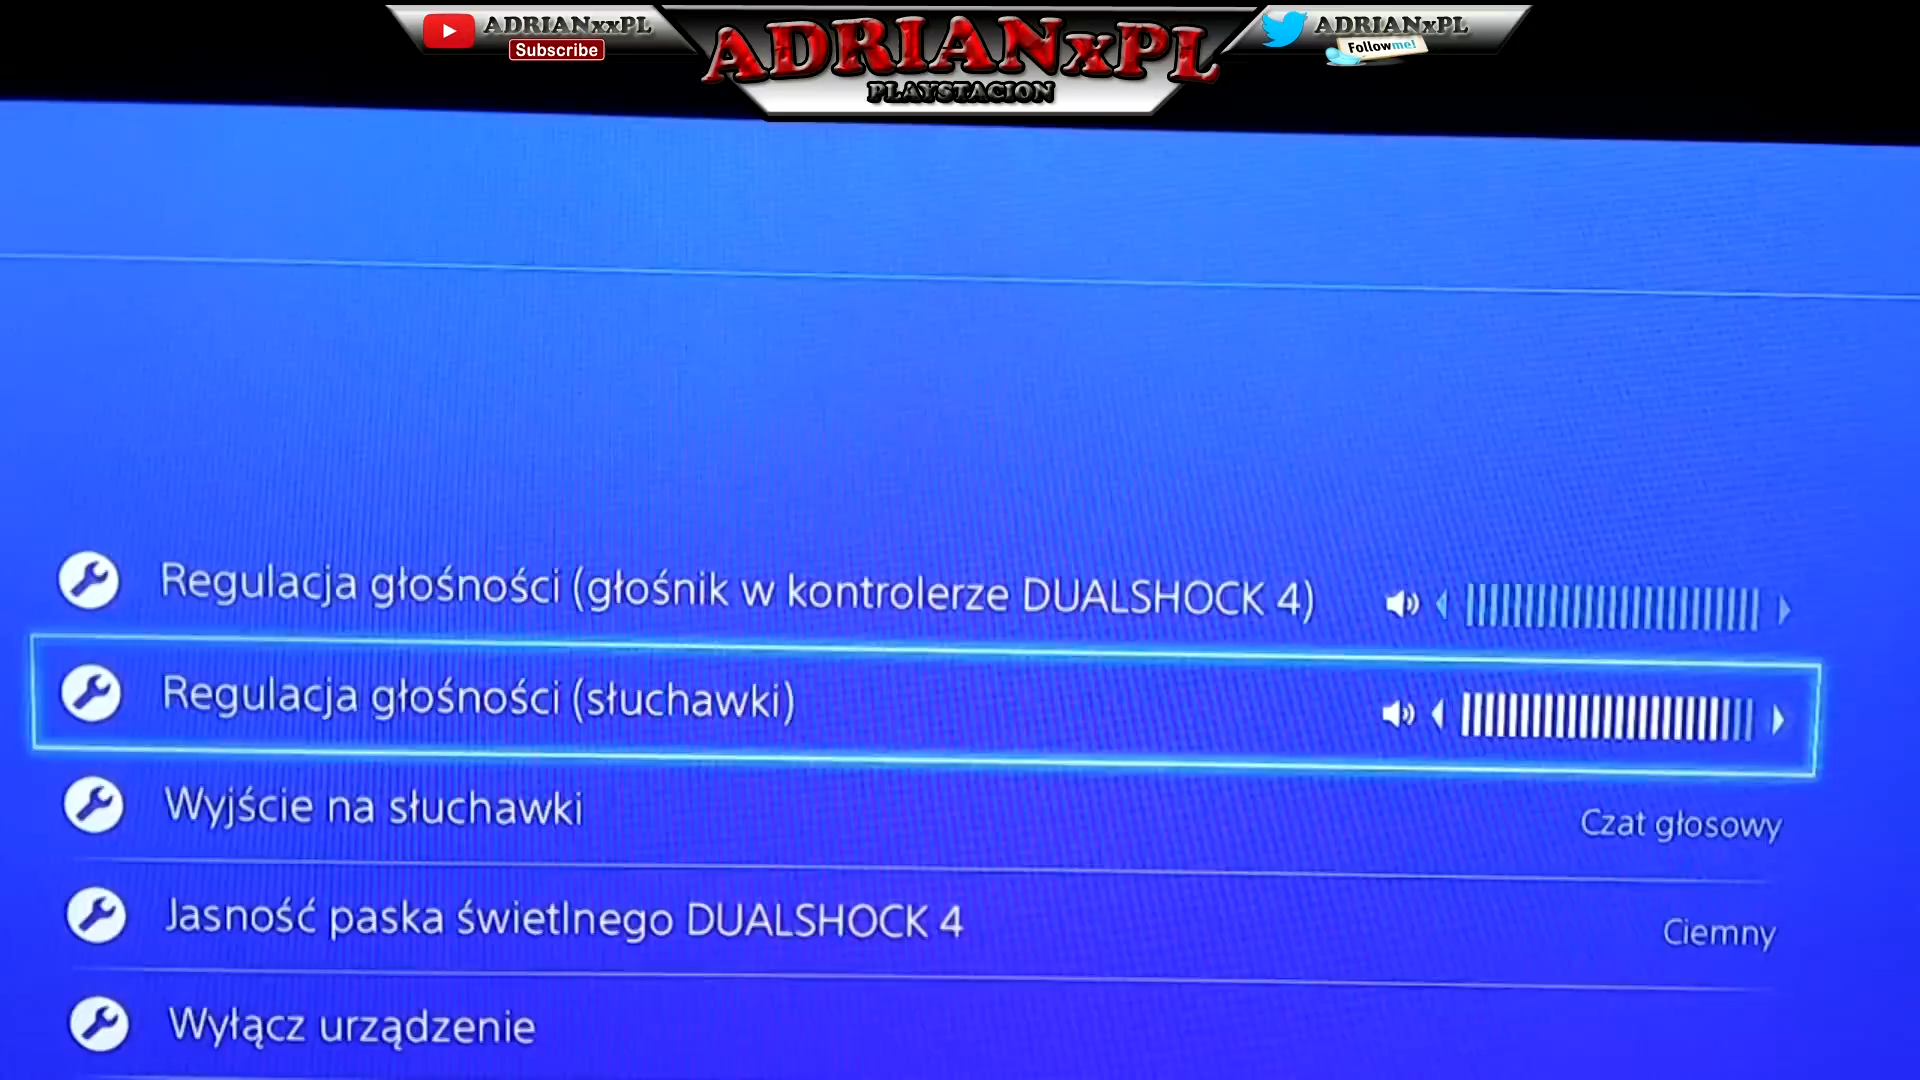 ADRIANxxPL
Subscribe
ADRIANxPL
PLAYSTACION
ADRIANxPL
Followme!
Regulacja głośności (głośnik w kontrolerze DUALSHOCK 4)
Regulacja głośności (słuchawki)
Wyjście na słuchawki
Czat głosowy
Jasność paska świetlnego DUALSHOCK 4
Ciemny
Wyłącz urządzenie